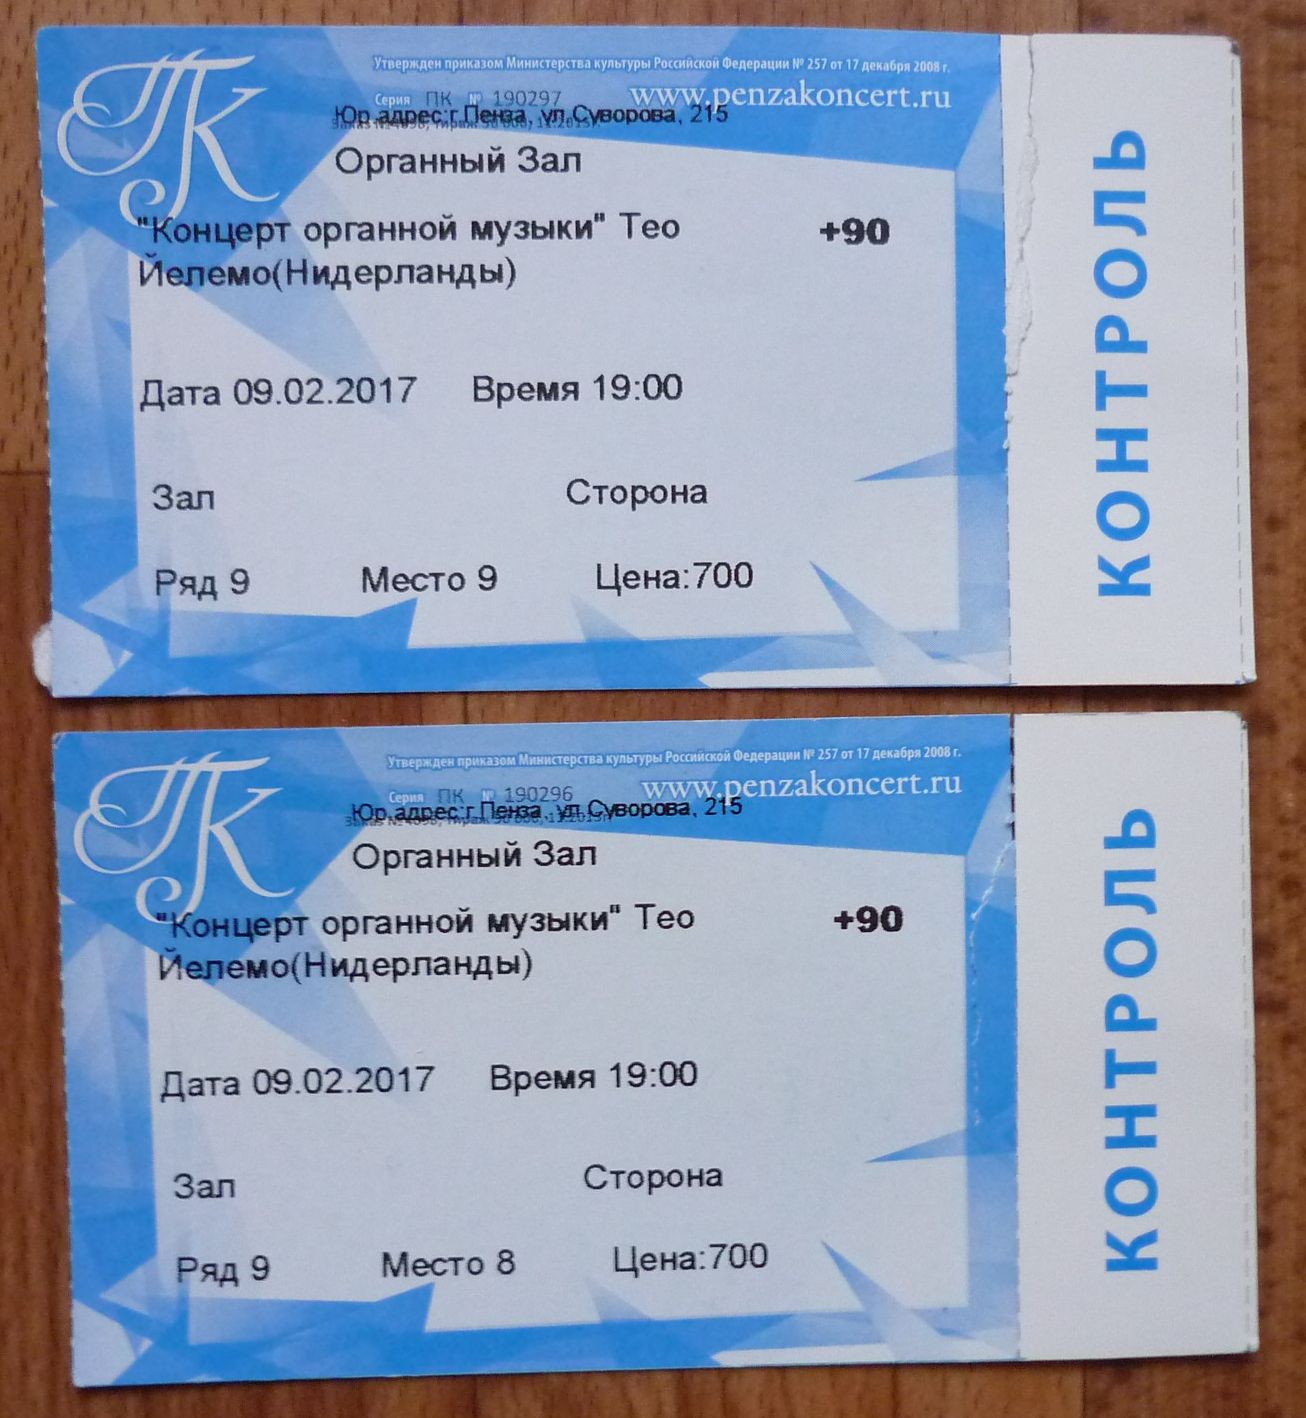 ПК
Утвержден приказом Министерства культуры Российской Федерации № 257 от 17 декабря 2008 г.
Серия ПК № 190297 www.penzakoncert.ru
Юр.адрес:г.Пенза, ул.Суворова, 215
Органный Зал
"Концерт органной музыки" Тео +90
Йелемо(Нидерланды)
Дата 09.02.2017 Время 19:00
Зал Сторона
Ряд 9 Место 9 Цена:700
КОНТРОЛЬ
ПК
Утвержден приказом Министерства культуры Российской Федерации № 257 от 17 декабря 2008 г.
Серия ПК № 190296 www.penzakoncert.ru
Юр.адрес:г.Пенза, ул.Суворова, 215
Органный Зал
"Концерт органной музыки" Тео +90
Йелемо(Нидерланды)
Дата 09.02.2017 Время 19:00
Зал Сторона
Ряд 9 Место 8 Цена:700
КОНТРОЛЬ